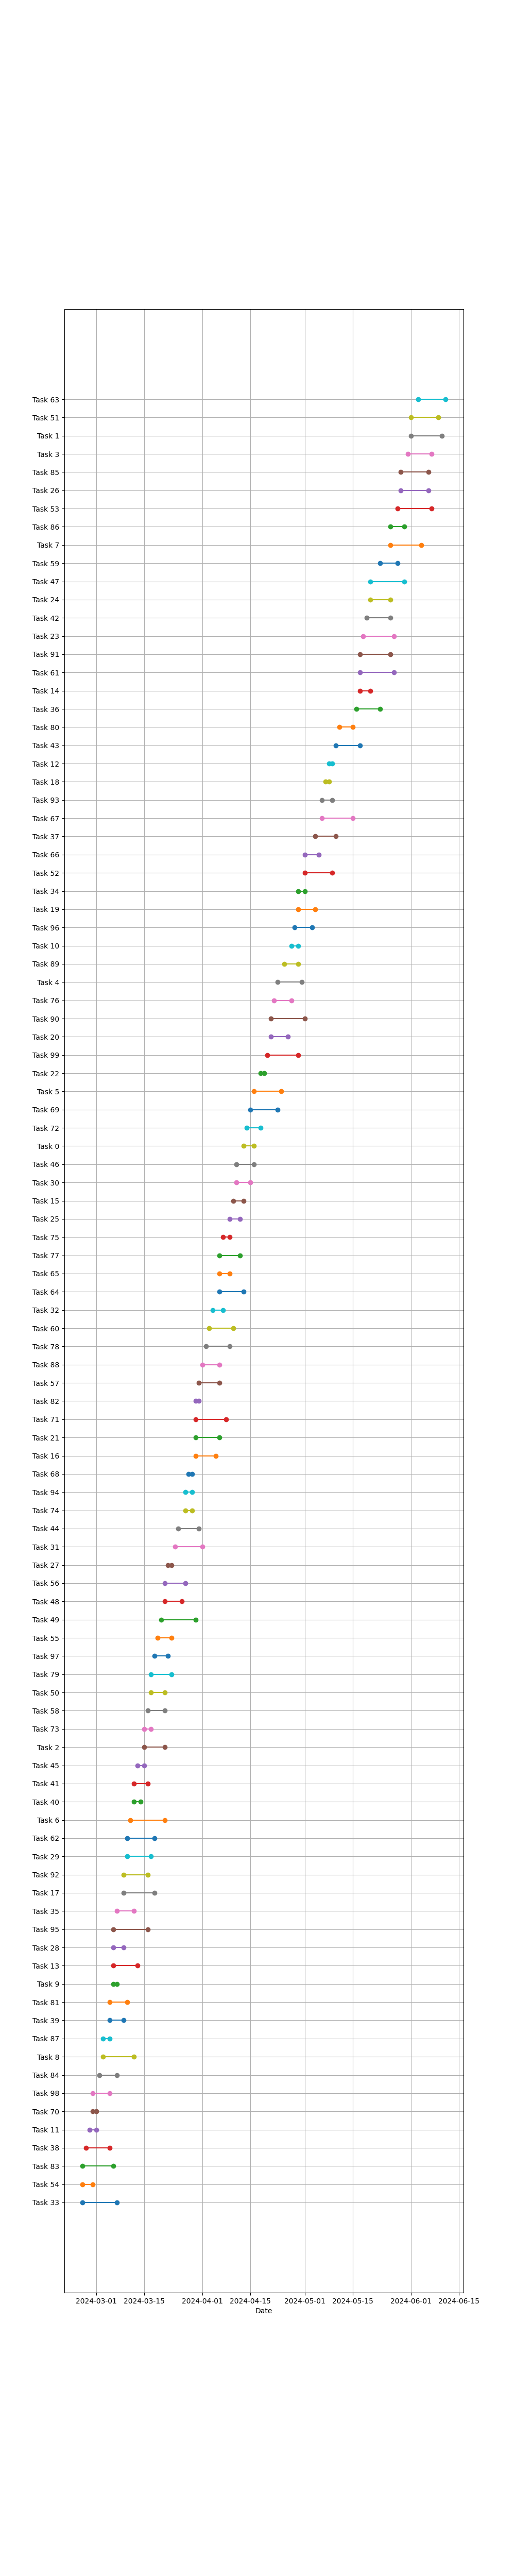 Task 63
Task 51
Task 1
Task 3
Task 85
Task 26
Task 53
Task 86
Task 7
Task 59
Task 47
Task 24
Task 42
Task 23
Task 91
Task 61
Task 14
Task 36
Task 80
Task 43
Task 12
Task 18
Task 93
Task 67
Task 37
Task 66
Task 52
Task 34
Task 19
Task 96
Task 10
Task 89
Task 4
Task 76
Task 90
Task 20
Task 99
Task 22
Task 5
Task 69
Task 72
Task 0
Task 46
Task 30
Task 15
Task 25
Task 75
Task 77
Task 65
Task 64
Task 32
Task 60
Task 78
Task 88
Task 57
Task 82
Task 71
Task 21
Task 16
Task 68
Task 94
Task 74
Task 44
Task 31
Task 27
Task 56
Task 48
Task 49
Task 55
Task 97
Task 79
Task 50
Task 58
Task 73
Task 2
Task 45
Task 41
Task 40
Task 6
Task 62
Task 29
Task 92
Task 17
Task 35
Task 95
Task 28
Task 13
Task 9
Task 81
Task 39
Task 87
Task 8
Task 84
Task 98
Task 70
Task 11
Task 38
Task 83
Task 54
Task 33
2024-03-01 2024-03-15 2024-04-01 2024-04-15 2024-05-01 2024-05-15 2024-06-01 2024-06-15
Date